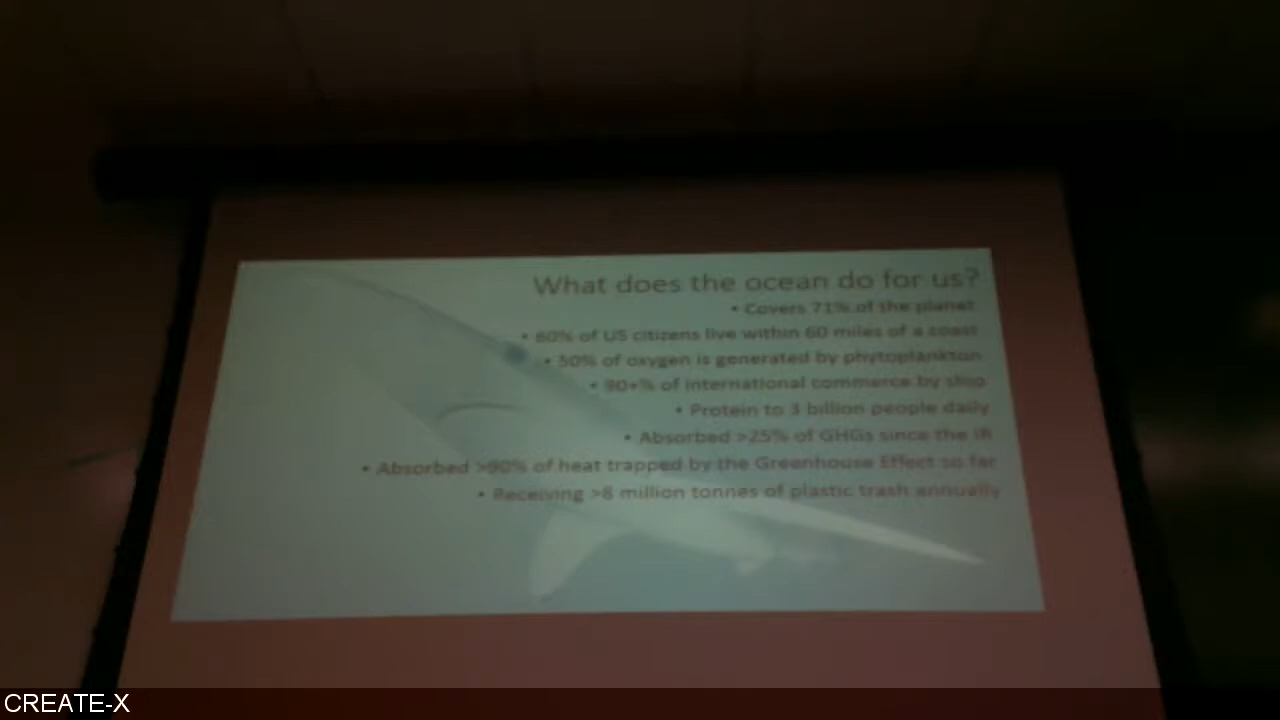 What does the ocean do for us?
• Covers 71% of the planet
• 60% of US citizens live within 60 miles of a coast
• 50% of oxygen is generated by phytoplankton
• 90+% of international commerce by ship
• Protein to 3 billion people daily
• Absorbed >25% of GHGs since the IR
• Absorbed >90% of heat trapped by the Greenhouse Effect so far
• Receiving >8 million tonnes of plastic trash annually
CREATE-X